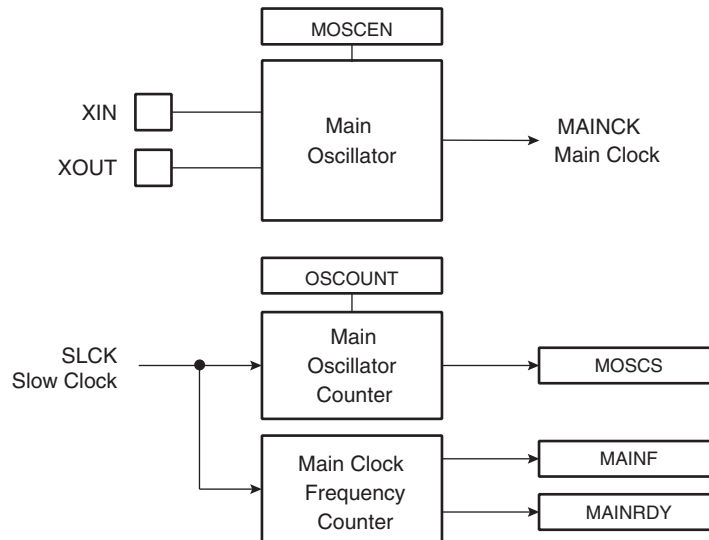 MOSCEN
XIN
XOUT
Main
Oscillator
MAINCK
Main Clock
OSCOUNT
SLCK
Slow Clock
Main
Oscillator
Counter
MOSCS
Main Clock
Frequency
Counter
MAINF
MAINRDY